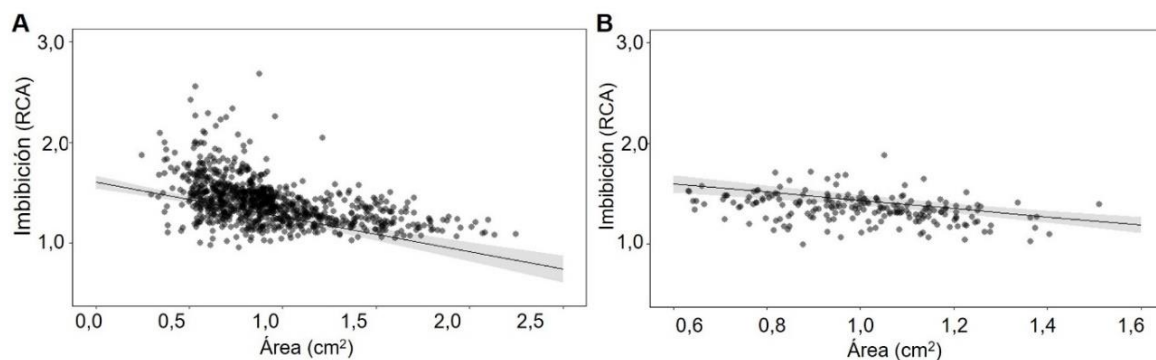 A
3,0
2,0
1,0
Imbibición (RCA)
0,0 0,5 1,0 1,5 2,0 2,5
Área (cm²)
B
3,0
2,0
1,0
Imbibición (RCA)
0,6 0,8 1,0 1,2 1,4 1,6
Área (cm²)